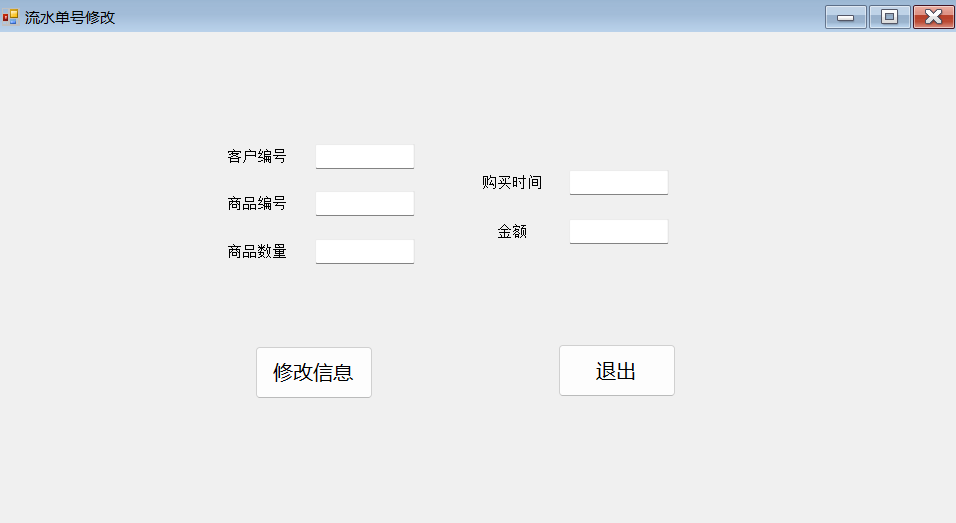 流水单号修改
客户编号
购买时间
商品编号
金额
商品数量
修改信息
退出